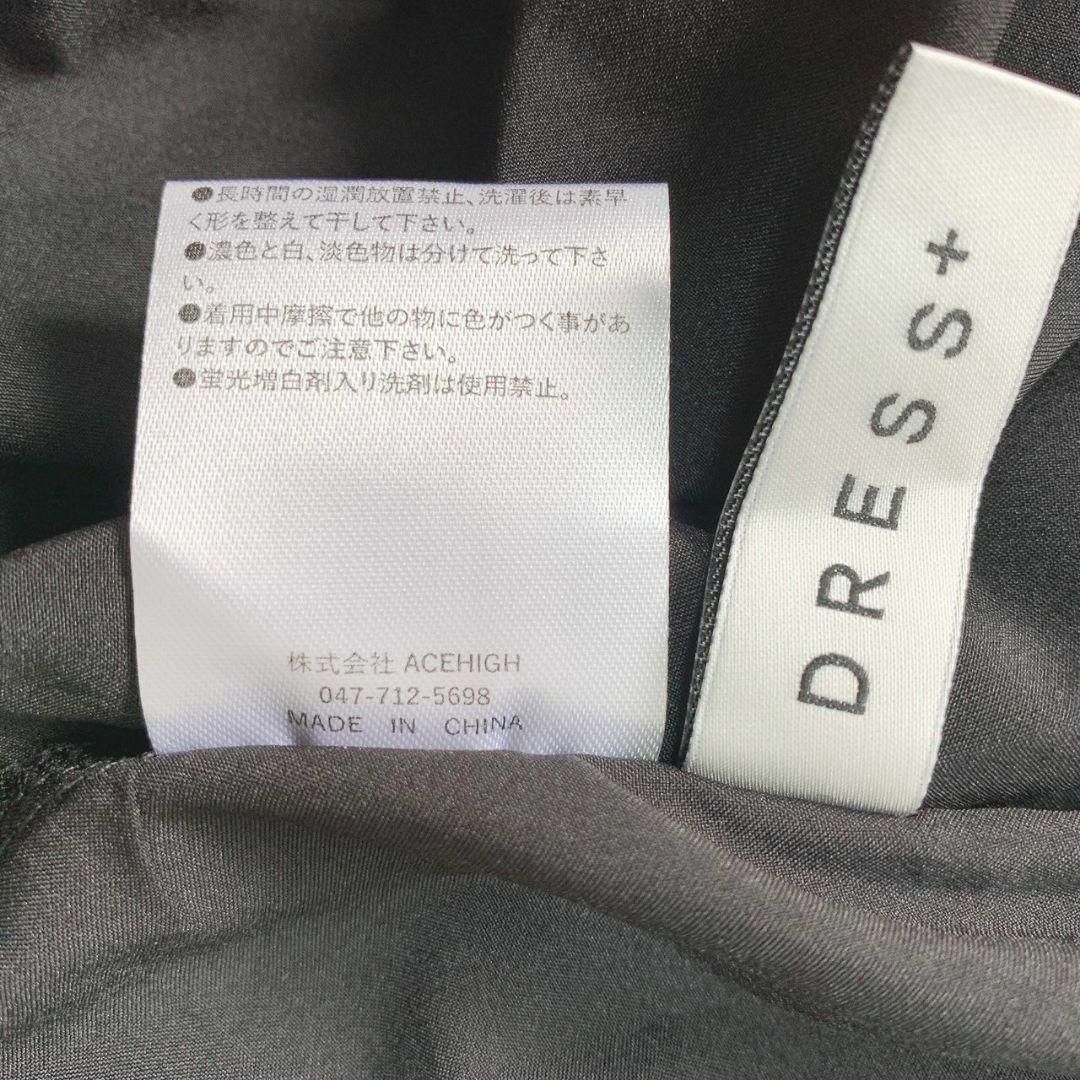 ●長時間の湿潤放置禁止、洗濯後は素早
く形を整えて干して下さい。
●濃色と白、淡色物は分けて洗って下さ
い。
●着用中摩擦で他の物に色がつく事があ
りますのでご注意下さい。
●蛍光増白剤入り洗剤は使用禁止。
株式会社 ACEHIGH
047-712-5698
MADE IN CHINA
DRESS+